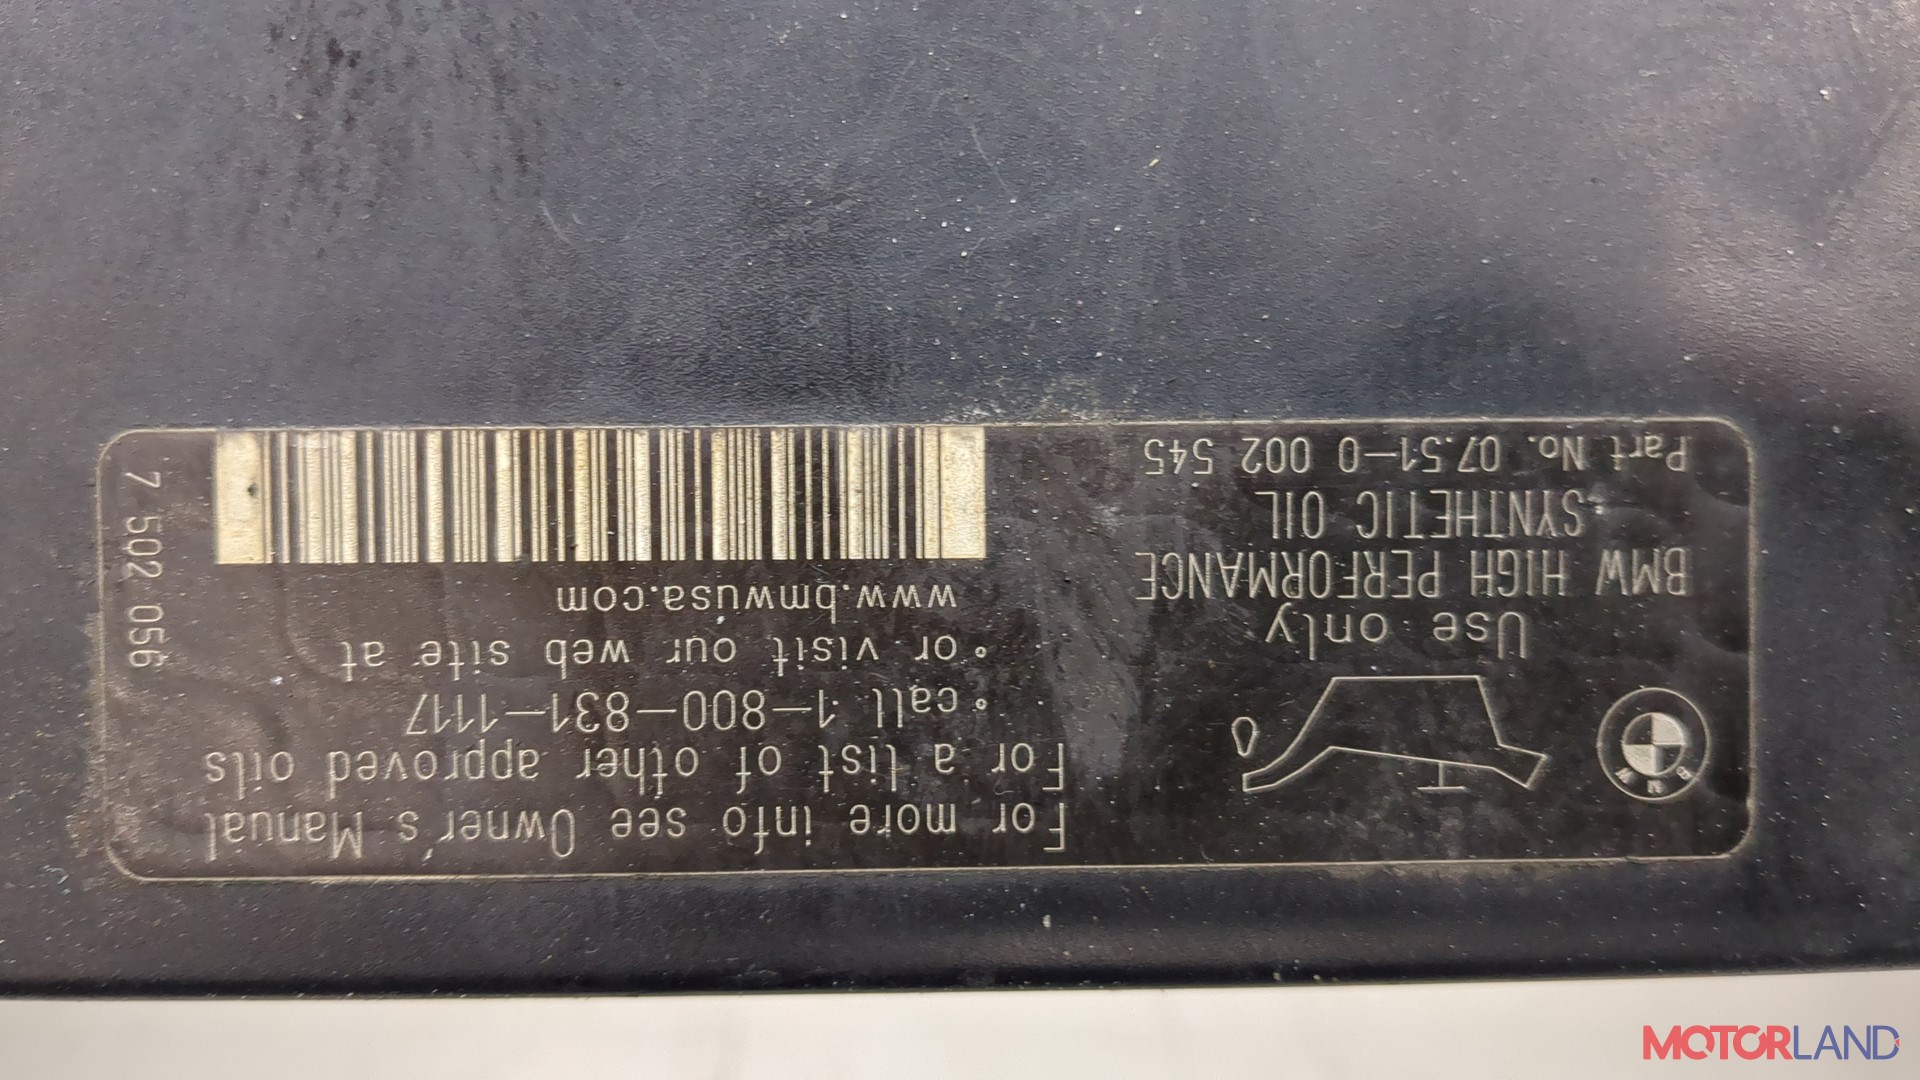 BMW
Use only
BMW HIGH PERFORMANCE
SYNTHETIC OIL
Part No. 07.51-0 002 545
For more info see Owner's Manual
For a list of other approved oils
• call 1-800-831-1117
• or visit our web site at
www.bmwusa.com
7 502 056
MOTORLAND